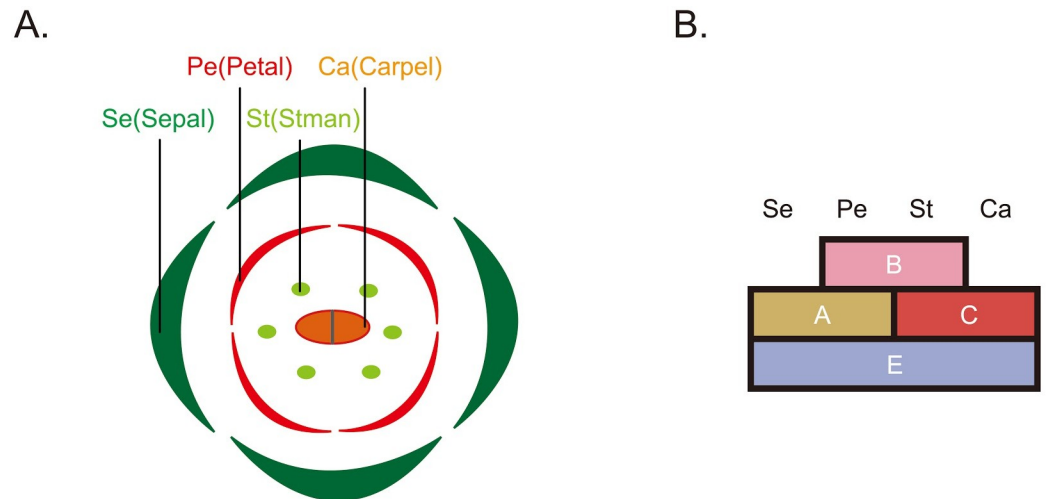 A.
Pe(Petal) Ca(Carpel)
Se(Sepal) St(Stman)
B.
Se Pe St Ca
B
A C
E